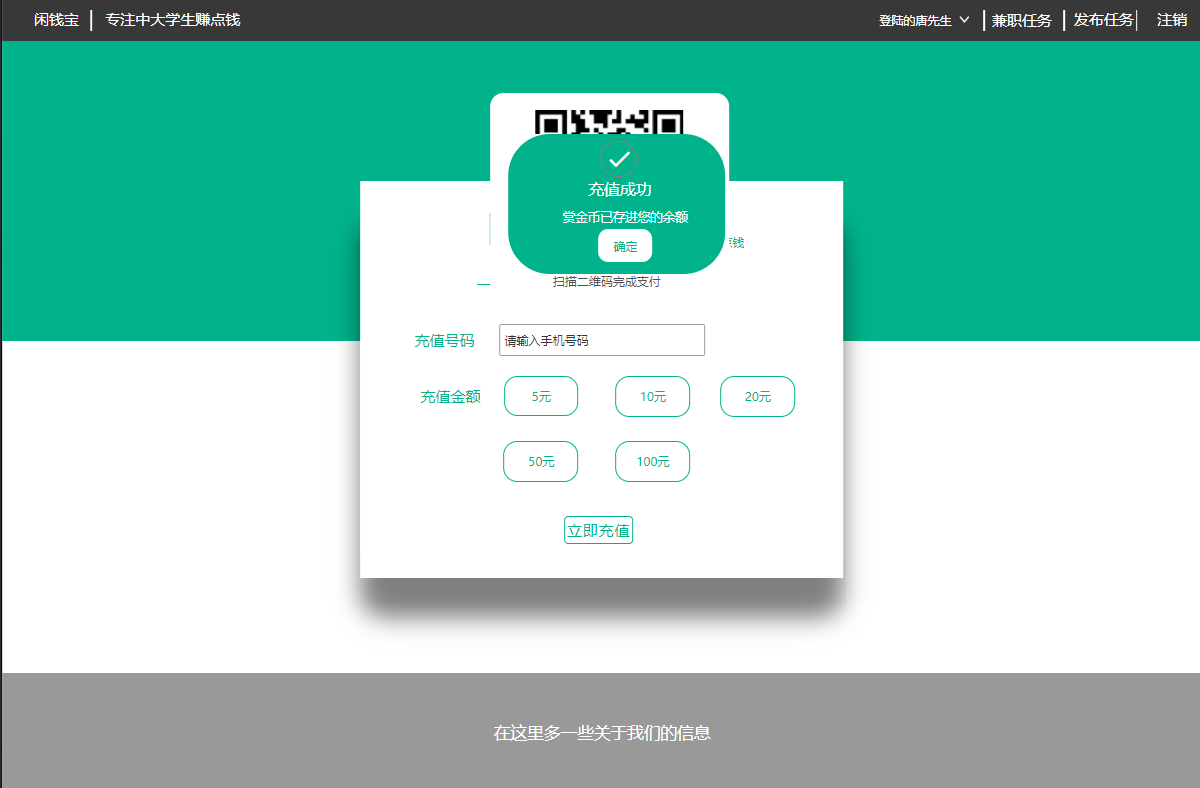 闲钱宝 专注中大学生赚点钱 登陆的唐先生 兼职任务 发布任务 注销
充值成功
赏金币已存进您的余额
确定
钱
扫描二维码完成支付
充值号码 请输入手机号码
充值金额 5元 10元 20元
50元 100元
立即充值
在这里多一些关于我们的信息